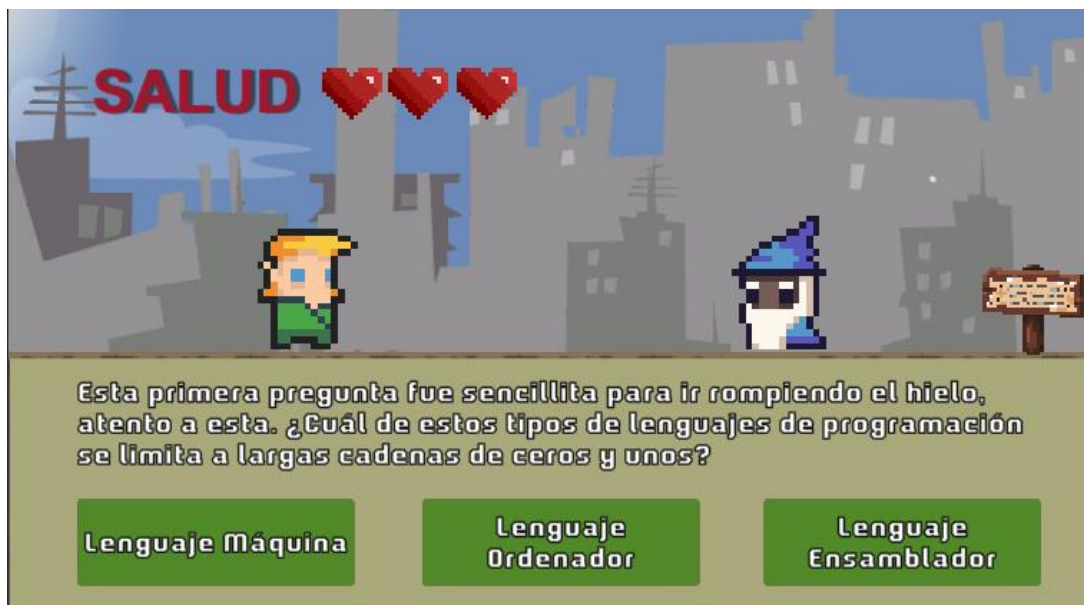 SALUD
Esta primera pregunta fue sencillita para ir rompiendo el hielo,
atento a esta. ¿Cuál de estos tipos de lenguajes de programación
se limita a largas cadenas de ceros y unos?
Lenguaje Máquina
Lenguaje
Ordenador
Lenguaje
Ensamblador